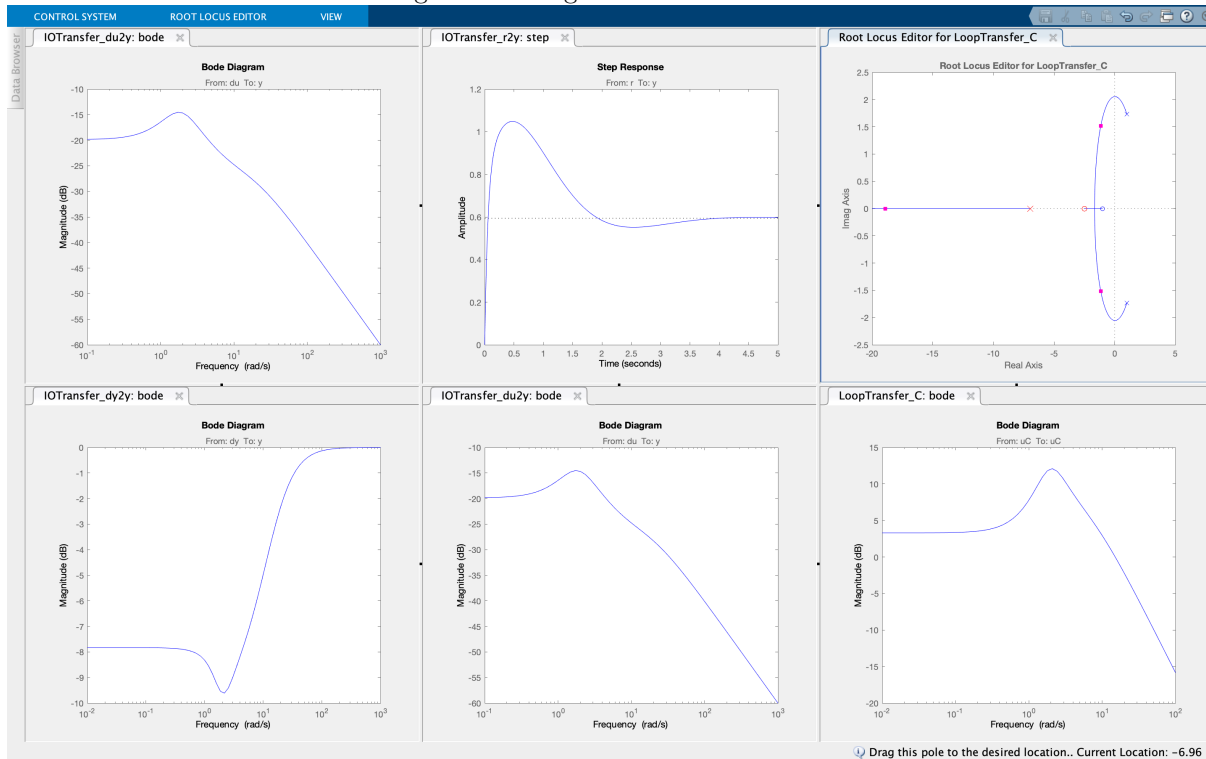 CONTROL SYSTEM ROOT LOCUS EDITOR VIEW
Data Browser
IOTransfer_du2y: bode
Bode Diagram
From: du To: y
Magnitude (dB)
-10
-15
-20
-25
-30
-35
-40
-45
-50
-55
-60
10-1 100 101 102 103
Frequency (rad/s)
IOTransfer_r2y: step
Step Response
From: r To: y
Amplitude
1.2
1
0.8
0.6
0.4
0.2
0
0 0.5 1 1.5 2 2.5 3 3.5 4 4.5 5
Time (seconds)
Root Locus Editor for LoopTransfer_C
Root Locus Editor for LoopTransfer_C
Imag Axis
2.5
2
1.5
1
0.5
0
-0.5
-1
-1.5
-2
-2.5
-20 -15 -10 -5 0 5
Real Axis
IOTransfer_dy2y: bode
Bode Diagram
From: dy To: y
Magnitude (dB)
0
-1
-2
-3
-4
-5
-6
-7
-8
-9
-10
10-2 10-1 100 101 102 103
Frequency (rad/s)
IOTransfer_du2y: bode
Bode Diagram
From: du To: y
Magnitude (dB)
-10
-15
-20
-25
-30
-35
-40
-45
-50
-55
-60
10-1 100 101 102 103
Frequency (rad/s)
LoopTransfer_C: bode
Bode Diagram
From: uC To: uC
Magnitude (dB)
15
10
5
0
-5
-10
-15
-20
10-2 10-1 100 101 102
Frequency (rad/s)
Drag this pole to the desired location.. Current Location: -6.96